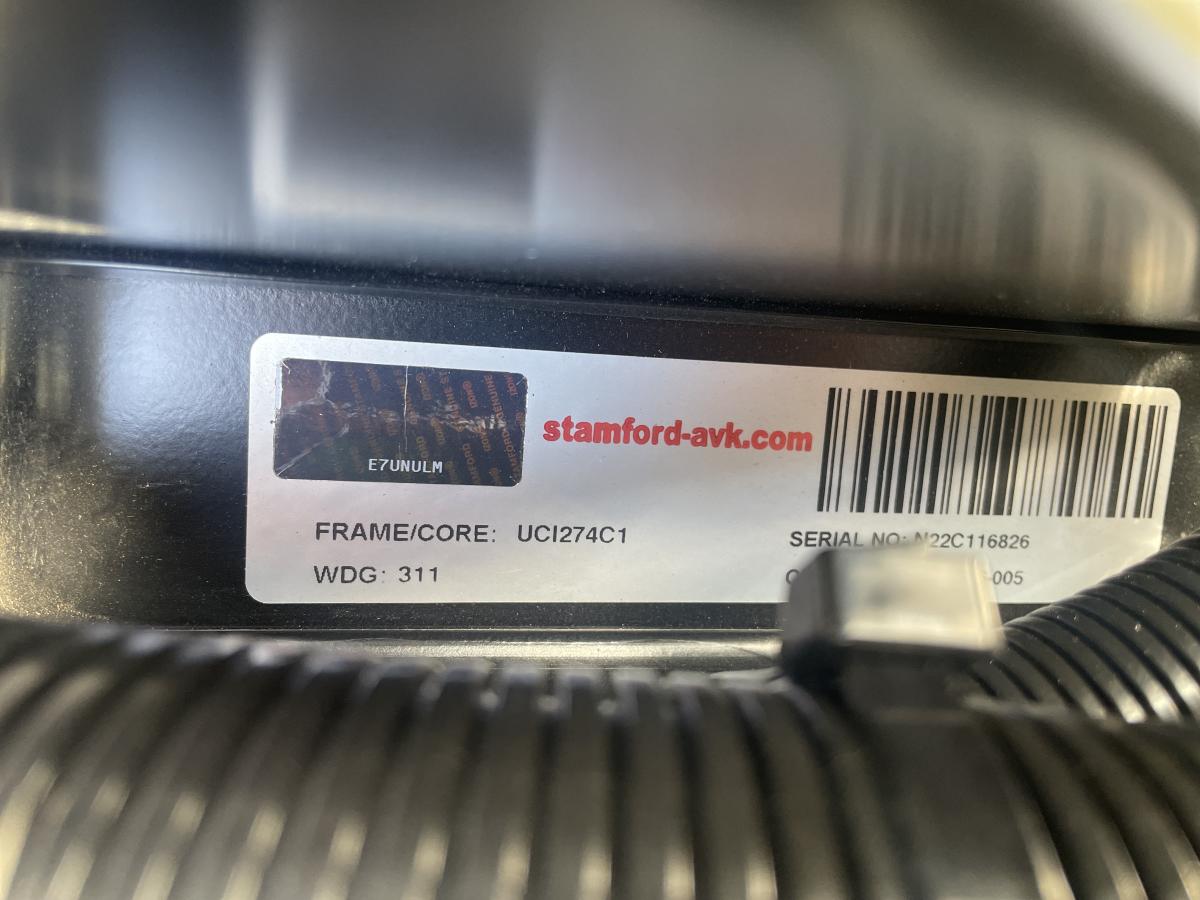 E7UNULM
stamford-avk.com
FRAME/CORE: UCI274C1
WDG: 311
SERIAL NO: N22C116826
-005